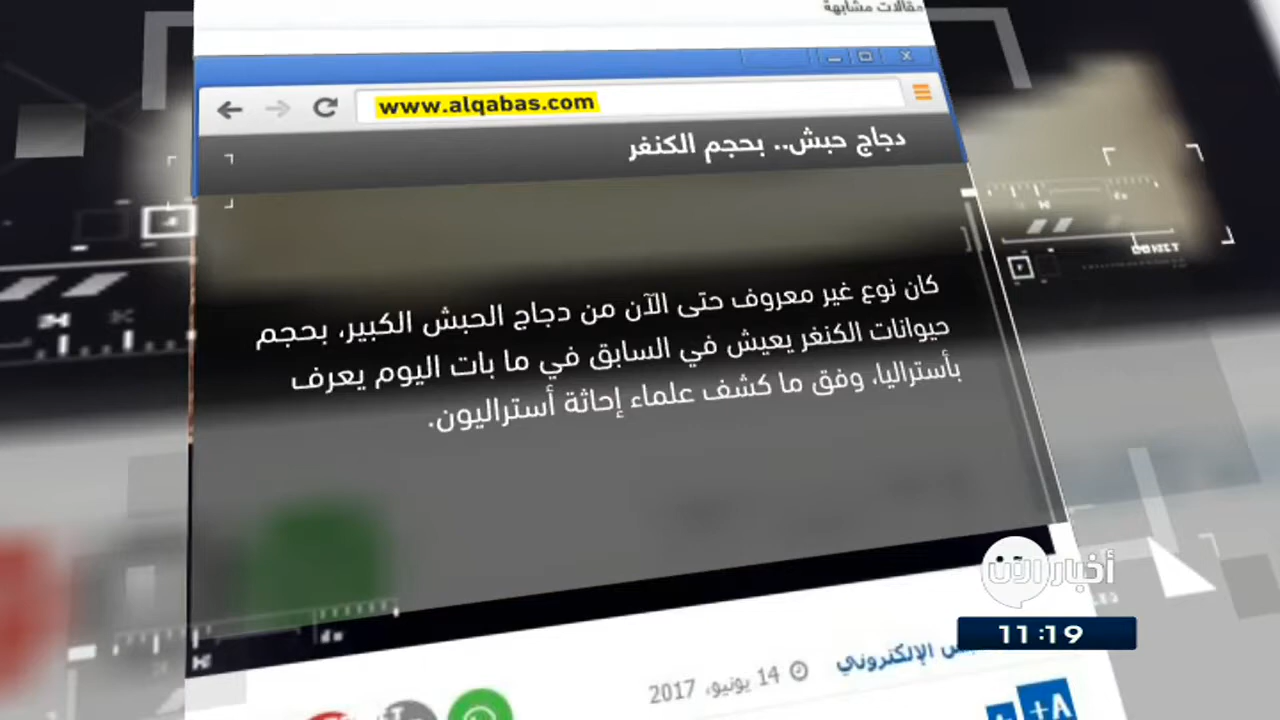 مقالات مشابهة
www.alqabas.com
دجاج حبش.. بحجم الكنغر
كان نوع غير معروف حتى الآن من دجاج الحبش الكبير، بحجم
حيوانات الكنغر يعيش في السابق في ما بات اليوم يعرف
بأستراليا، وفق ما كشف علماء إحاثة أستراليون.
أخبار الآن
11:19
الإلكتروني
14 يونيو، 2017
+A